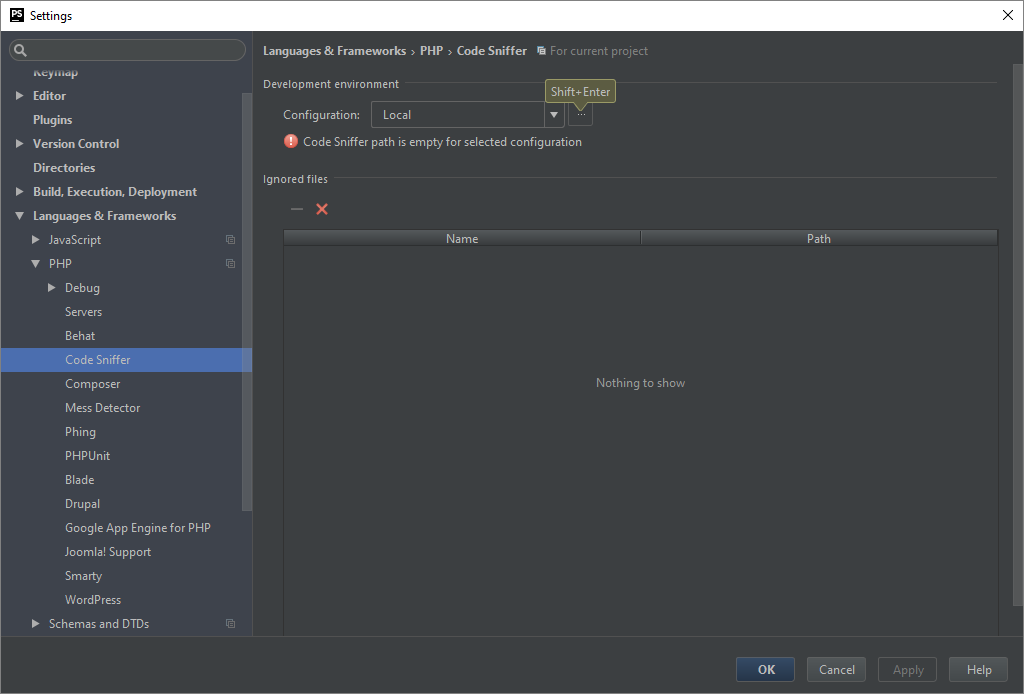 PS Settings
Keymap
Editor
Plugins
Version Control
Directories
Build, Execution, Deployment
Languages & Frameworks
JavaScript
PHP
Debug
Servers
Behat
Code Sniffer
Composer
Mess Detector
Phing
PHPUnit
Blade
Drupal
Google App Engine for PHP
Joomla! Support
Smarty
WordPress
Schemas and DTDs
Languages & Frameworks › PHP › Code Sniffer For current project
Development environment
Shift+Enter
Configuration: Local ...
Code Sniffer path is empty for selected configuration
Ignored files
Name Path
Nothing to show
OK Cancel Apply Help